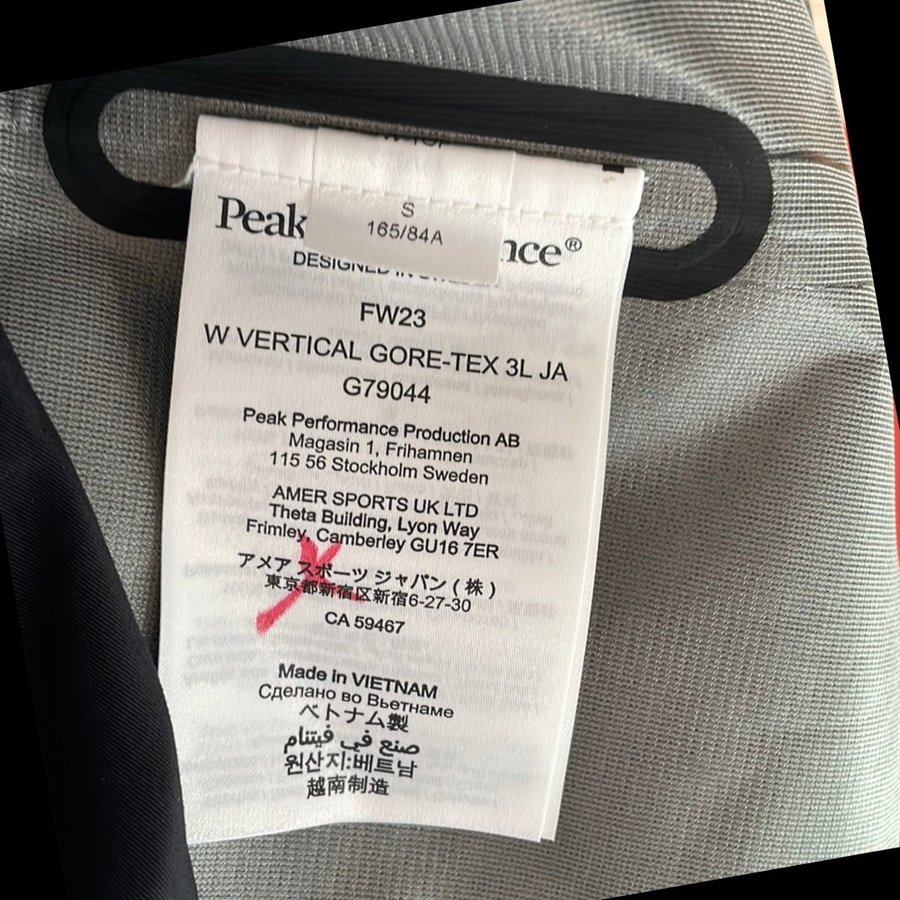 S
165/84A
Peak nce®
DESIGNED IN
FW23
W VERTICAL GORE-TEX 3L JA
G79044
Peak Performance Production AB
Magasin 1, Frihamnen
115 56 Stockholm Sweden
AMER SPORTS UK LTD
Theta Building, Lyon Way
Frimley, Camberley GU16 7ER
アメア スポーツ ジャパン ( 株 )
東京都新宿区新宿6-27-30
CA 59467
Made in VIETNAM
Сделано во Вьетнаме
ベトナム製
صنع في فيتنام
원산지:베트남
越南制造